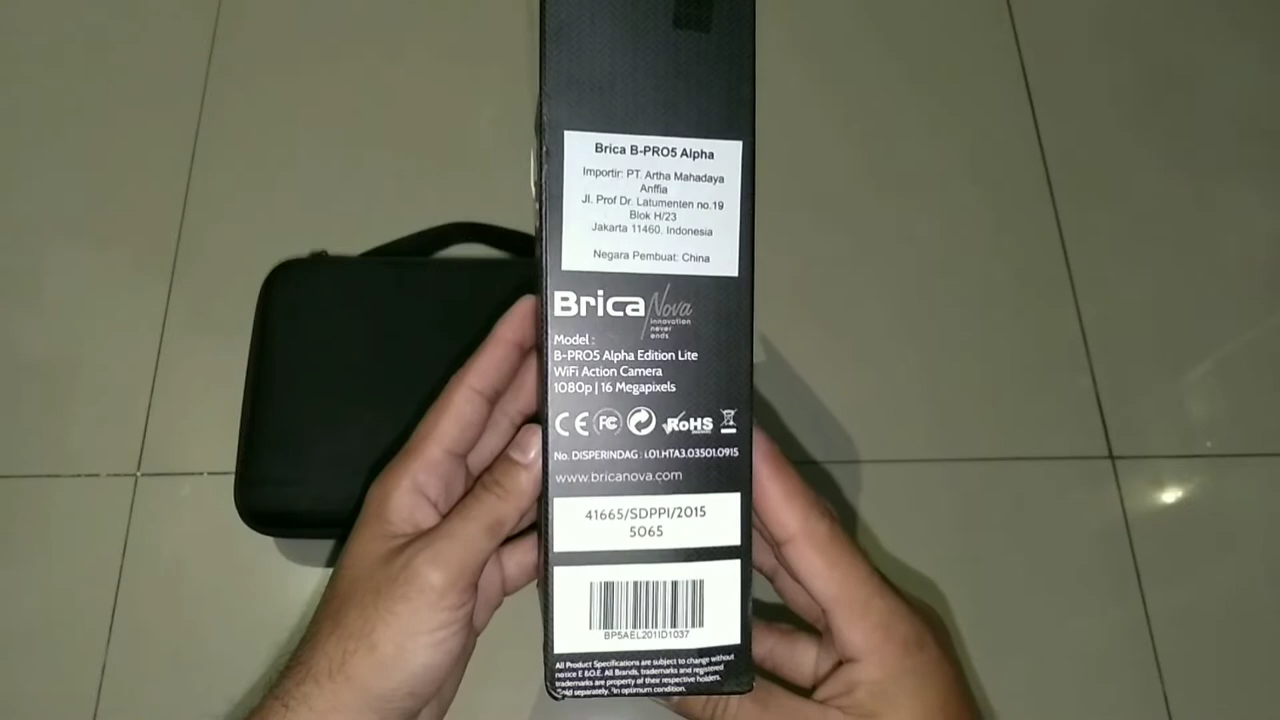 Brica B-PRO5 Alpha
Importir: PT. Artha Mahadaya
Anffia
Jl. Prof Dr. Latumenten no.19
Blok H/23
Jakarta 11460, Indonesia
Negara Pembuat: China
Brica Nova
innovation
never
ends
Model :
B-PRO5 Alpha Edition Lite
WiFi Action Camera
1080p | 16 Megapixels
CE FC RoHS
No. DISPERINDAG : i.01.HTA3.03501.0915
www.bricanova.com
41665/SDPPI/2015
5065
BP5AEL201ID1037
All Product Specifications are subject to change without
notice E &O.E. All Brands, trademarks and registered
trademarks are property of their respective holders.
Sold separately. *In optimum condition.